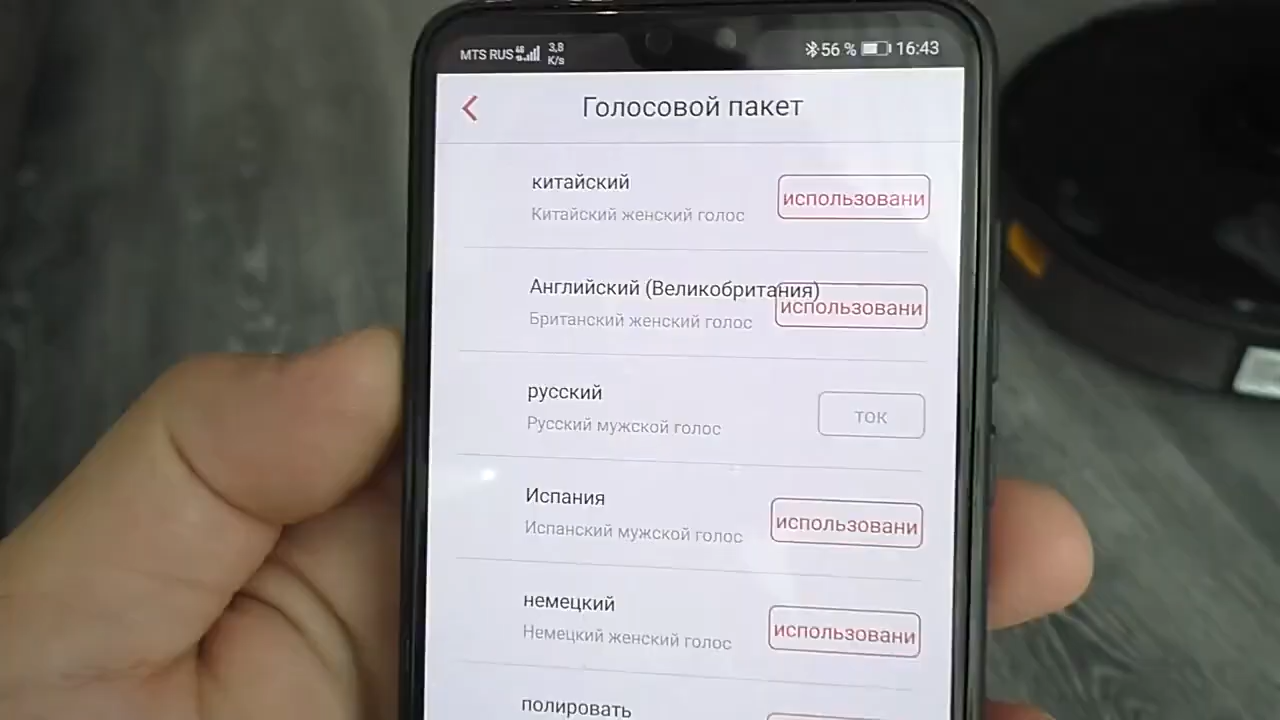 MTS RUS 4G 3,8 K/s 56 % 16:43
Голосовой пакет
китайский
Китайский женский голос
использовани
Английский (Великобритания)
Британский женский голос
использовани
русский
Русский мужской голос
ток
Испания
Испанский мужской голос
использовани
немецкий
Немецкий женский голос
использовани
полировать